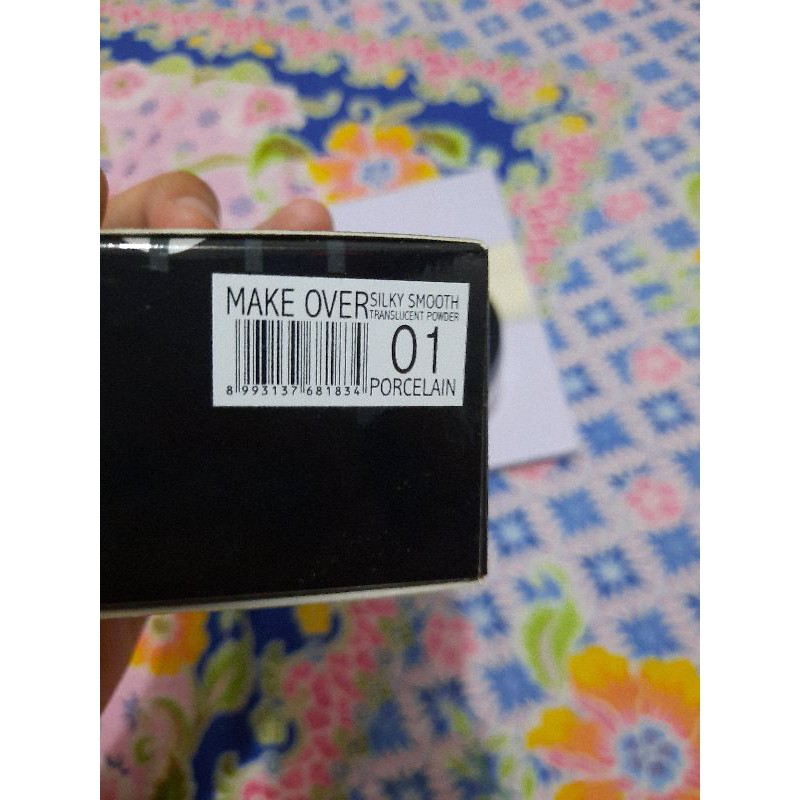 MAKE OVER
SILKY SMOOTH
TRANSLUCENT POWDER
01
PORCELAIN
8 993137 681834